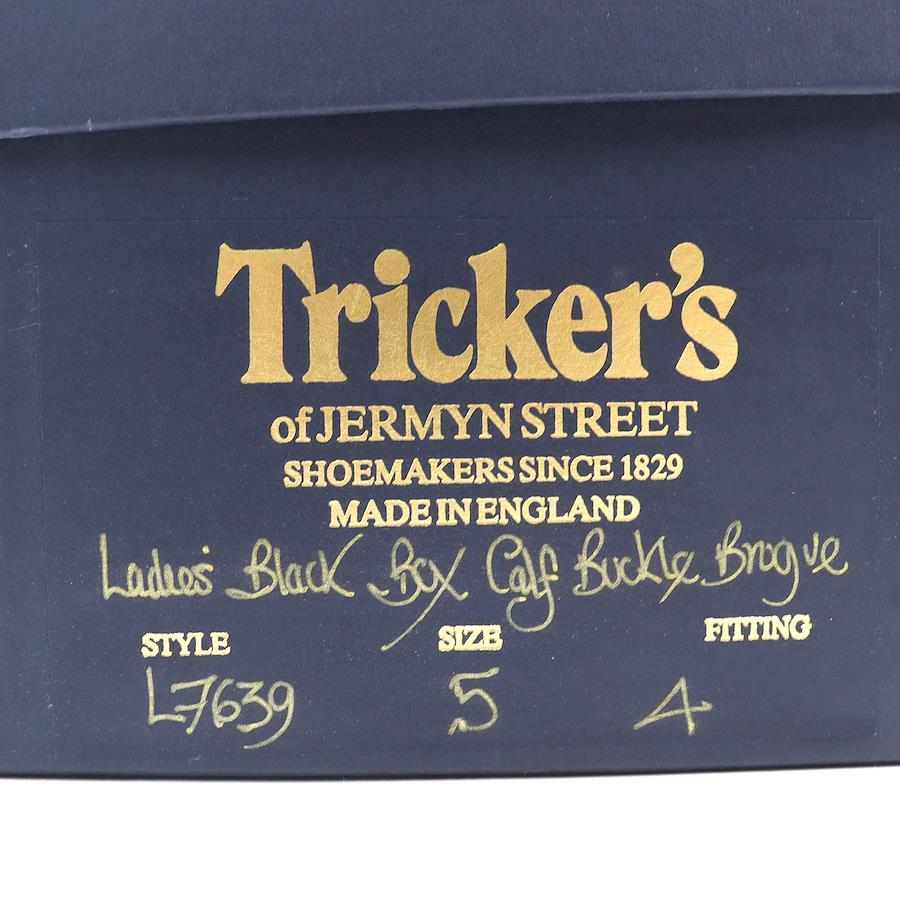 Tricker's
of JERMYN STREET
SHOEMAKERS SINCE 1829
MADE IN ENGLAND
Ladies' Black Box Calf Buckle Brogue
STYLE SIZE FITTING
L7639 5 4